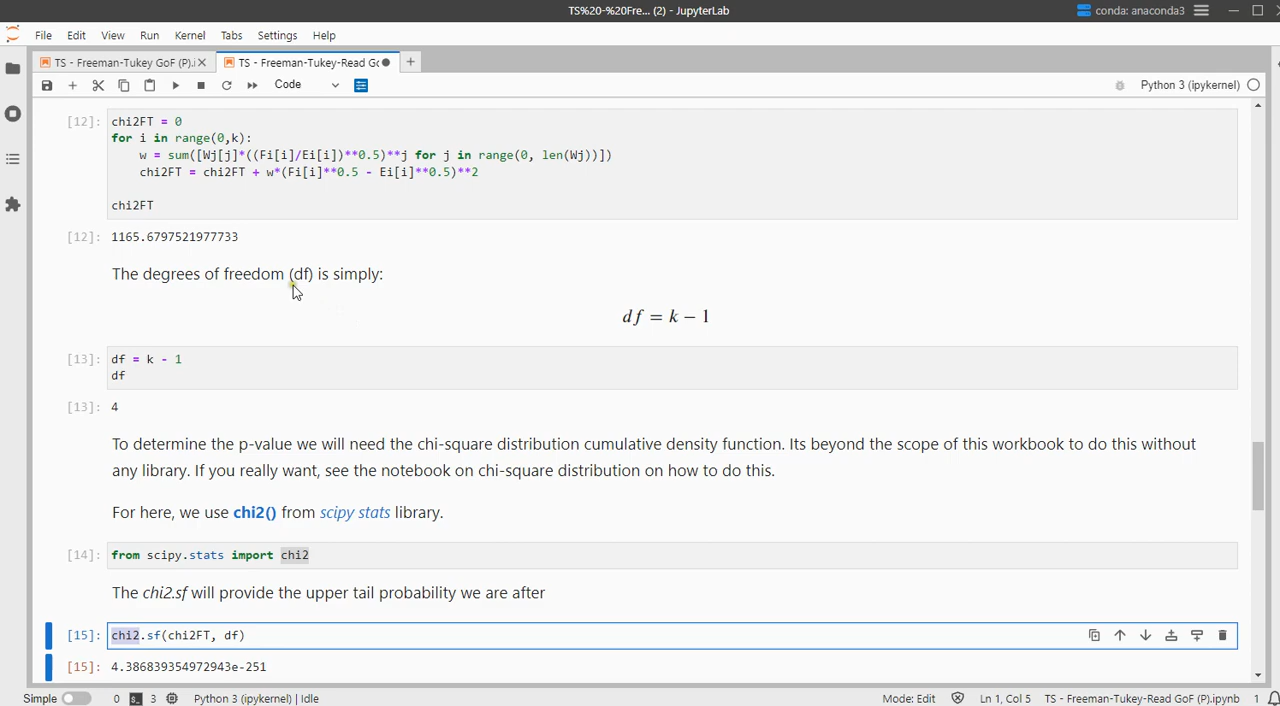 TS%20-%20Fre... (2) - JupyterLab
conda: anaconda3
File Edit View Run Kernel Tabs Settings Help
TS - Freeman-Tukey GoF (P).i
TS - Freeman-Tukey-Read Go
Code
Python 3 (ipykernel)
[12]: chi2FT = 0
for i in range(0,k):
w = sum([Wj[j]*((Fi[i]/Ei[i])**0.5)**j for j in range(0, len(Wj))])
chi2FT = chi2FT + w*(Fi[i]**0.5 - Ei[i]**0.5)**2
chi2FT
[12]: 1165.6797521977733
The degrees of freedom (df) is simply:
df = k − 1
[13]: df = k - 1
df
[13]: 4
To determine the p-value we will need the chi-square distribution cumulative density function. Its beyond the scope of this workbook to do this without
any library. If you really want, see the notebook on chi-square distribution on how to do this.
For here, we use chi2() from scipy stats library.
[14]: from scipy.stats import chi2
The chi2.sf will provide the upper tail probability we are after
[15]: chi2.sf(chi2FT, df)
[15]: 4.386839354972943e-251
Simple 0 3 Python 3 (ipykernel) | Idle Mode: Edit Ln 1, Col 5 TS - Freeman-Tukey-Read GoF (P).ipynb 1